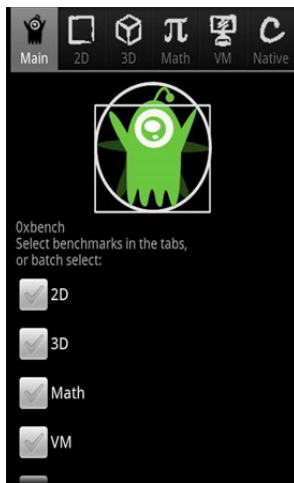 Main 2D 3D Math VM Native
0xbench
Select benchmarks in the tabs,
or batch select:
2D
3D
Math
VM